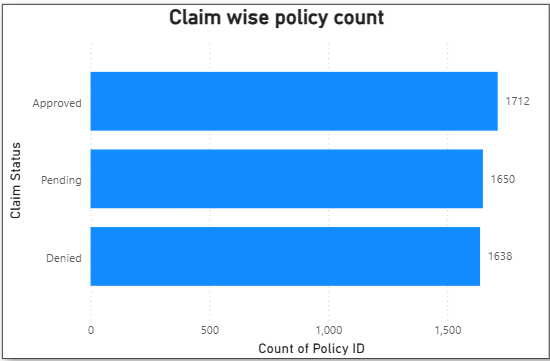 Claim wise policy count
Claim Status
Approved
1712
Pending
1650
Denied
1638
0
500
1,000
1,500
Count of Policy ID